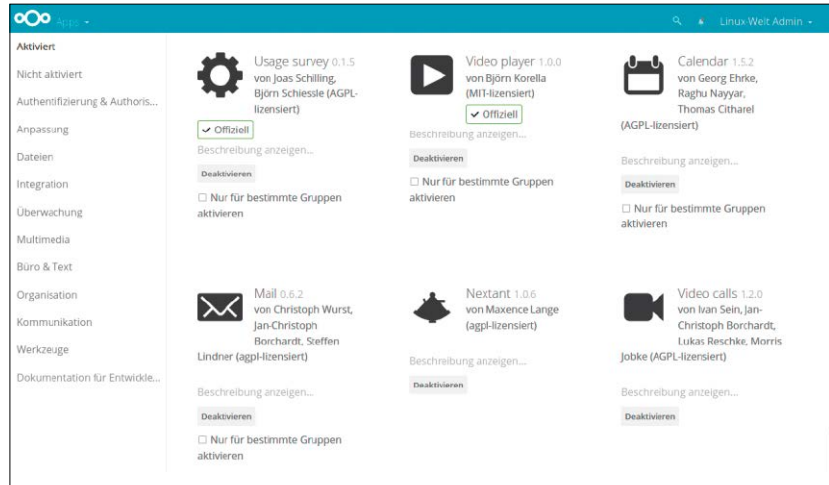 Apps
Linux-Welt Admin
Aktiviert
Nicht aktiviert
Authentifizierung & Authoris...
Anpassung
Dateien
Integration
Überwachung
Multimedia
Büro & Text
Organisation
Kommunikation
Werkzeuge
Dokumentation für Entwickle...
Usage survey 0.1.5
von Joas Schilling,
Björn Schiessle (AGPL-
lizensiert)
Offiziell
Beschreibung anzeigen...
Deaktivieren
Nur für bestimmte Gruppen
aktivieren
Video player 1.0.0
von Björn Korella
(MIT-lizensiert)
Offiziell
Beschreibung anzeigen...
Deaktivieren
Nur für bestimmte Gruppen
aktivieren
Calendar 1.5.2
von Georg Ehrke,
Raghu Nayyar,
Thomas Citharel
(AGPL-lizensiert)
Beschreibung anzeigen...
Deaktivieren
Nur für bestimmte Gruppen
aktivieren
Mail 0.6.2
von Christoph Wurst,
Jan-Christoph
Borchardt, Steffen
Lindner (agpl-lizensiert)
Beschreibung anzeigen...
Deaktivieren
Nur für bestimmte Gruppen
aktivieren
Nextant 1.0.6
von Maxence Lange
(agpl-lizensiert)
Beschreibung anzeigen...
Deaktivieren
Video calls 1.2.0
von Ivan Sein, Jan-
Christoph Borchardt,
Lukas Reschke, Morris
Jobke (AGPL-lizensiert)
Beschreibung anzeigen...
Deaktivieren